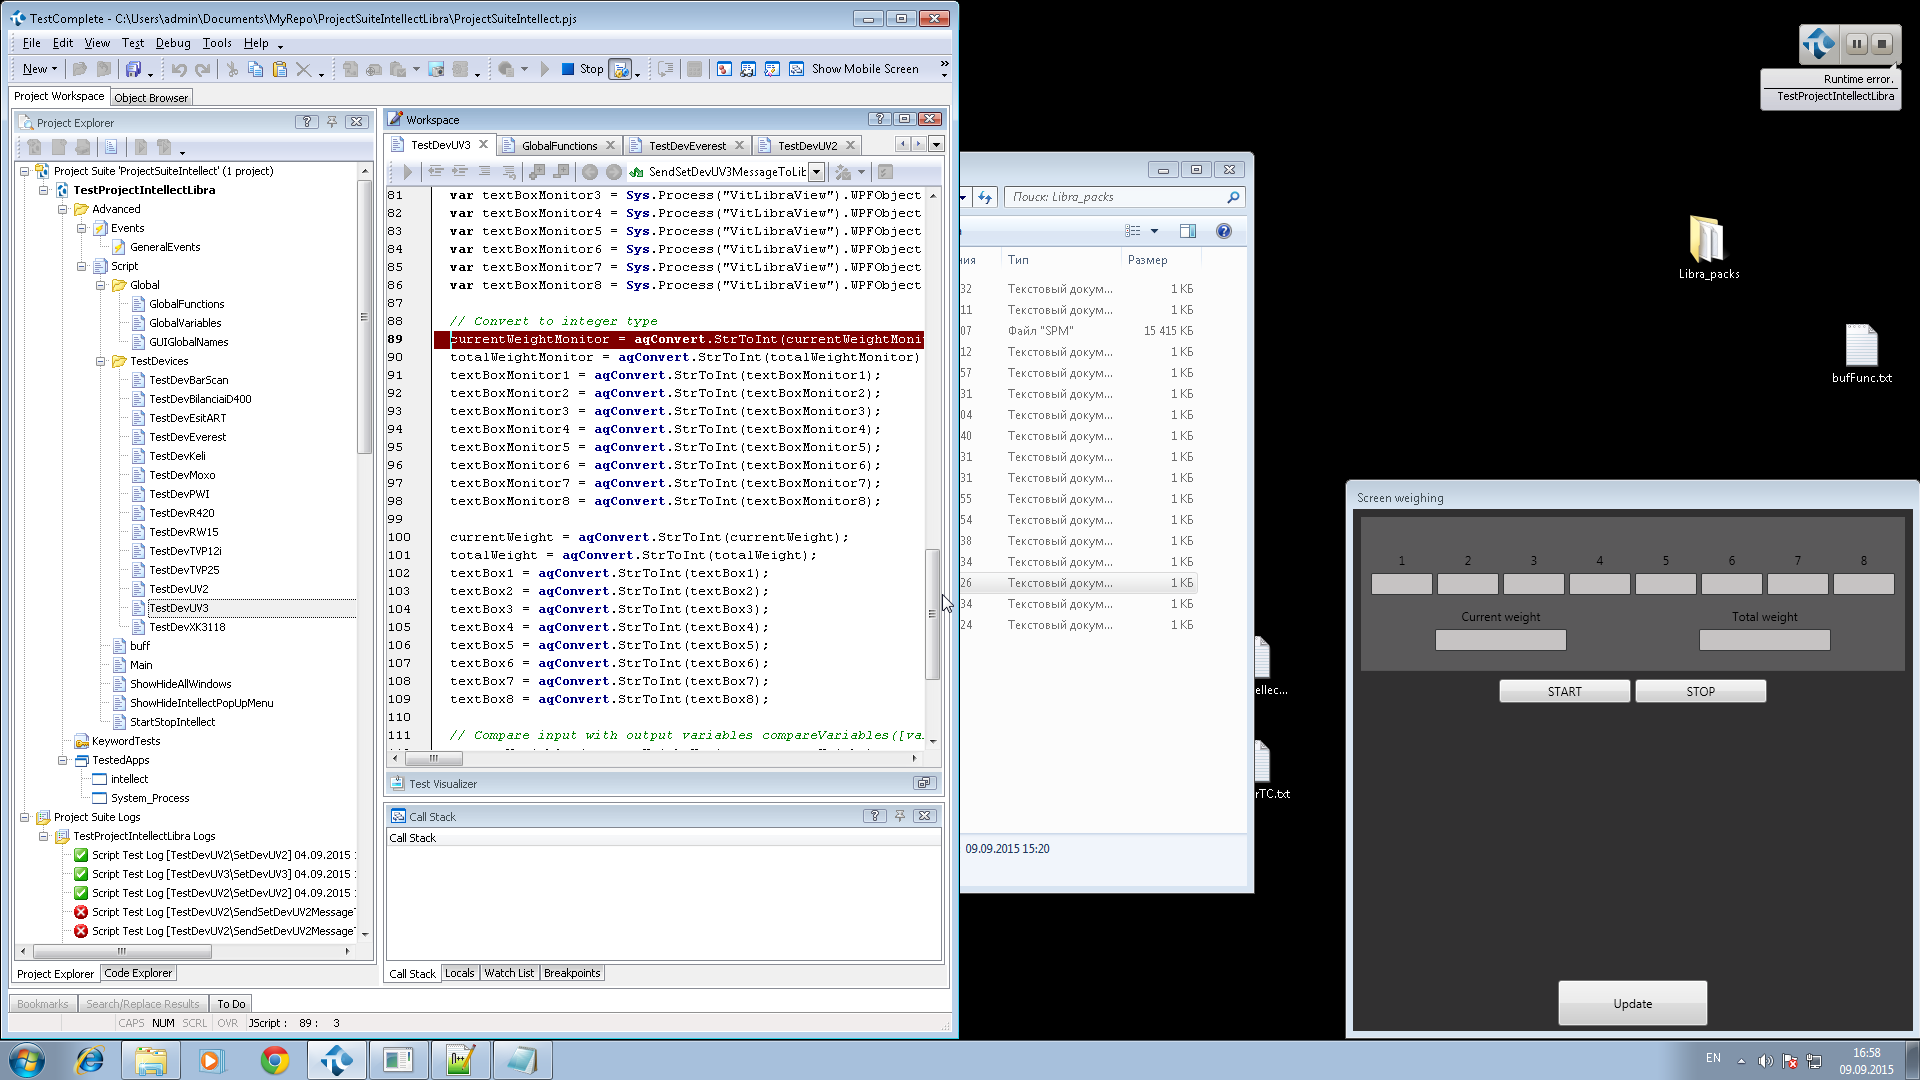 TestComplete - C:\Users\admin\Documents\MyRepo\ProjectSuiteIntellectLibra\ProjectSuiteIntellect.pjs
File Edit View Test Debug Tools Help
New Stop Show Mobile Screen
Project Workspace Object Browser
Project Explorer
Project Suite 'ProjectSuiteIntellect' (1 project)
TestProjectIntellectLibra
Advanced
Events
GeneralEvents
Script
Global
GlobalFunctions
GlobalVariables
GUIGlobalNames
TestDevices
TestDevBarScan
TestDevBilanciaiD400
TestDevEsitART
TestDevEverest
TestDevKeli
TestDevMoxo
TestDevPWI
TestDevR420
TestDevRW15
TestDevTVP12i
TestDevTVP25
TestDevUV2
TestDevUV3
TestDevXK3118
buff
Main
ShowHideAllWindows
ShowHideIntellectPopUpMenu
StartStopIntellect
KeywordTests
TestedApps
intellect
System_Process
Project Suite Logs
TestProjectIntellectLibra Logs
Script Test Log [TestDevUV2\SetDevUV2] 04.09.2015
Script Test Log [TestDevUV3\SetDevUV3] 04.09.2015
Script Test Log [TestDevUV2\SetDevUV2] 04.09.2015
Script Test Log [TestDevUV2\SendSetDevUV2Message
Script Test Log [TestDevUV2\SendSetDevUV2Message
Project Explorer Code Explorer
Bookmarks Search/Replace Results To Do
CAPS NUM SCRL OVR JScript : 89 : 3
Workspace
TestDevUV3 GlobalFunctions TestDevEverest TestDevUV2
SendSetDevUV3MessageToLib
81 var textBoxMonitor3 = Sys.Process("VitLibraView").WPFObject
82 var textBoxMonitor4 = Sys.Process("VitLibraView").WPFObject
83 var textBoxMonitor5 = Sys.Process("VitLibraView").WPFObject
84 var textBoxMonitor6 = Sys.Process("VitLibraView").WPFObject
85 var textBoxMonitor7 = Sys.Process("VitLibraView").WPFObject
86 var textBoxMonitor8 = Sys.Process("VitLibraView").WPFObject
87
88 // Convert to integer type
89 currentWeightMonitor = aqConvert.StrToInt(currentWeightMoni
90 totalWeightMonitor = aqConvert.StrToInt(totalWeightMonitor)
91 textBoxMonitor1 = aqConvert.StrToInt(textBoxMonitor1);
92 textBoxMonitor2 = aqConvert.StrToInt(textBoxMonitor2);
93 textBoxMonitor3 = aqConvert.StrToInt(textBoxMonitor3);
94 textBoxMonitor4 = aqConvert.StrToInt(textBoxMonitor4);
95 textBoxMonitor5 = aqConvert.StrToInt(textBoxMonitor5);
96 textBoxMonitor6 = aqConvert.StrToInt(textBoxMonitor6);
97 textBoxMonitor7 = aqConvert.StrToInt(textBoxMonitor7);
98 textBoxMonitor8 = aqConvert.StrToInt(textBoxMonitor8);
99
100 currentWeight = aqConvert.StrToInt(currentWeight);
101 totalWeight = aqConvert.StrToInt(totalWeight);
102 textBox1 = aqConvert.StrToInt(textBox1);
103 textBox2 = aqConvert.StrToInt(textBox2);
104 textBox3 = aqConvert.StrToInt(textBox3);
105 textBox4 = aqConvert.StrToInt(textBox4);
106 textBox5 = aqConvert.StrToInt(textBox5);
107 textBox6 = aqConvert.StrToInt(textBox6);
108 textBox7 = aqConvert.StrToInt(textBox7);
109 textBox8 = aqConvert.StrToInt(textBox8);
110
111 // Compare input with output variables compareVariables([va
Test Visualizer
Call Stack
Call Stack
Call Stack Locals Watch List Breakpoints
Поиск: Libra_packs
ия Тип Размер
32 Текстовый докум... 1 КБ
11 Текстовый докум... 1 КБ
07 Файл "SPM" 15 415 КБ
12 Текстовый докум... 1 КБ
57 Текстовый докум... 1 КБ
31 Текстовый докум... 1 КБ
04 Текстовый докум... 1 КБ
40 Текстовый докум... 1 КБ
31 Текстовый докум... 1 КБ
31 Текстовый докум... 1 КБ
55 Текстовый докум... 1 КБ
54 Текстовый докум... 1 КБ
38 Текстовый докум... 1 КБ
34 Текстовый докум... 1 КБ
26 Текстовый докум... 1 КБ
34 Текстовый докум... 1 КБ
24 Текстовый докум... 1 КБ
09.09.2015 15:20
ellec...
rTC.txt
Runtime error.
TestProjectIntellectLibra
Libra_packs
bufFunc.txt
Screen weighing
1 2 3 4 5 6 7 8
Current weight Total weight
START STOP
Update
EN
16:58
09.09.2015